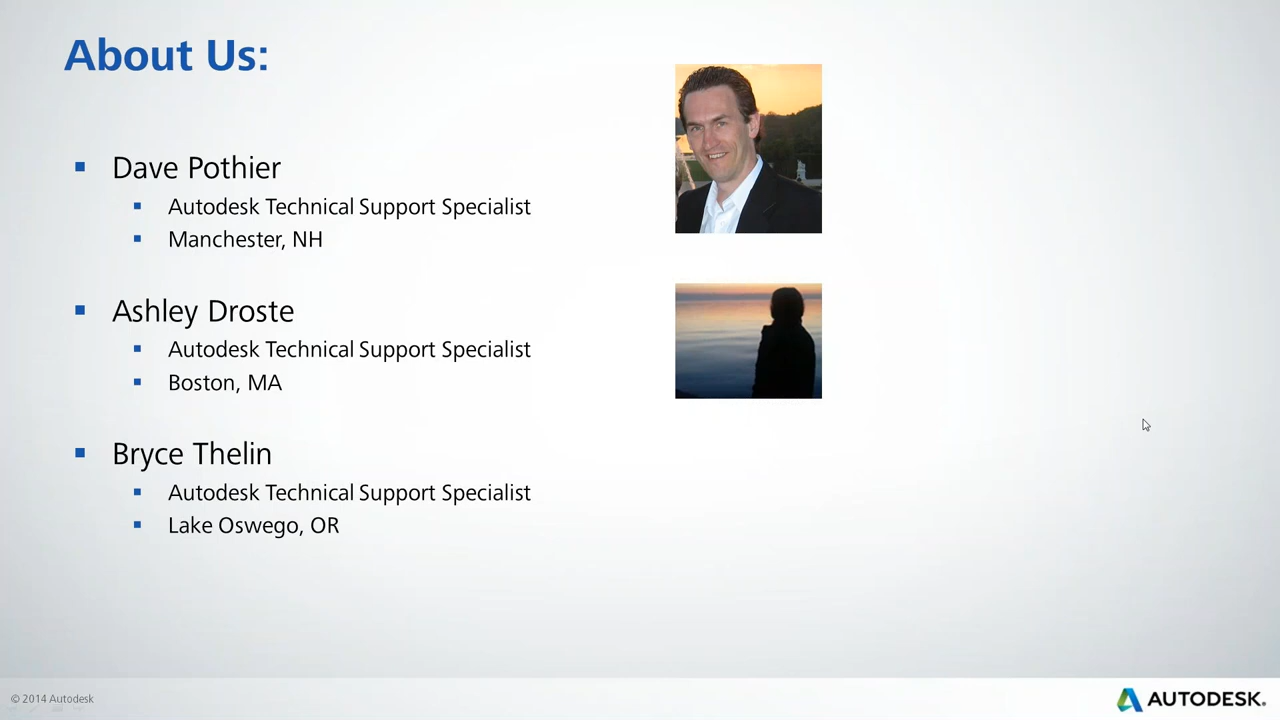 About Us:
Dave Pothier
Autodesk Technical Support Specialist
Manchester, NH
Ashley Droste
Autodesk Technical Support Specialist
Boston, MA
Bryce Thelin
Autodesk Technical Support Specialist
Lake Oswego, OR
© 2014 Autodesk
AUTODESK.